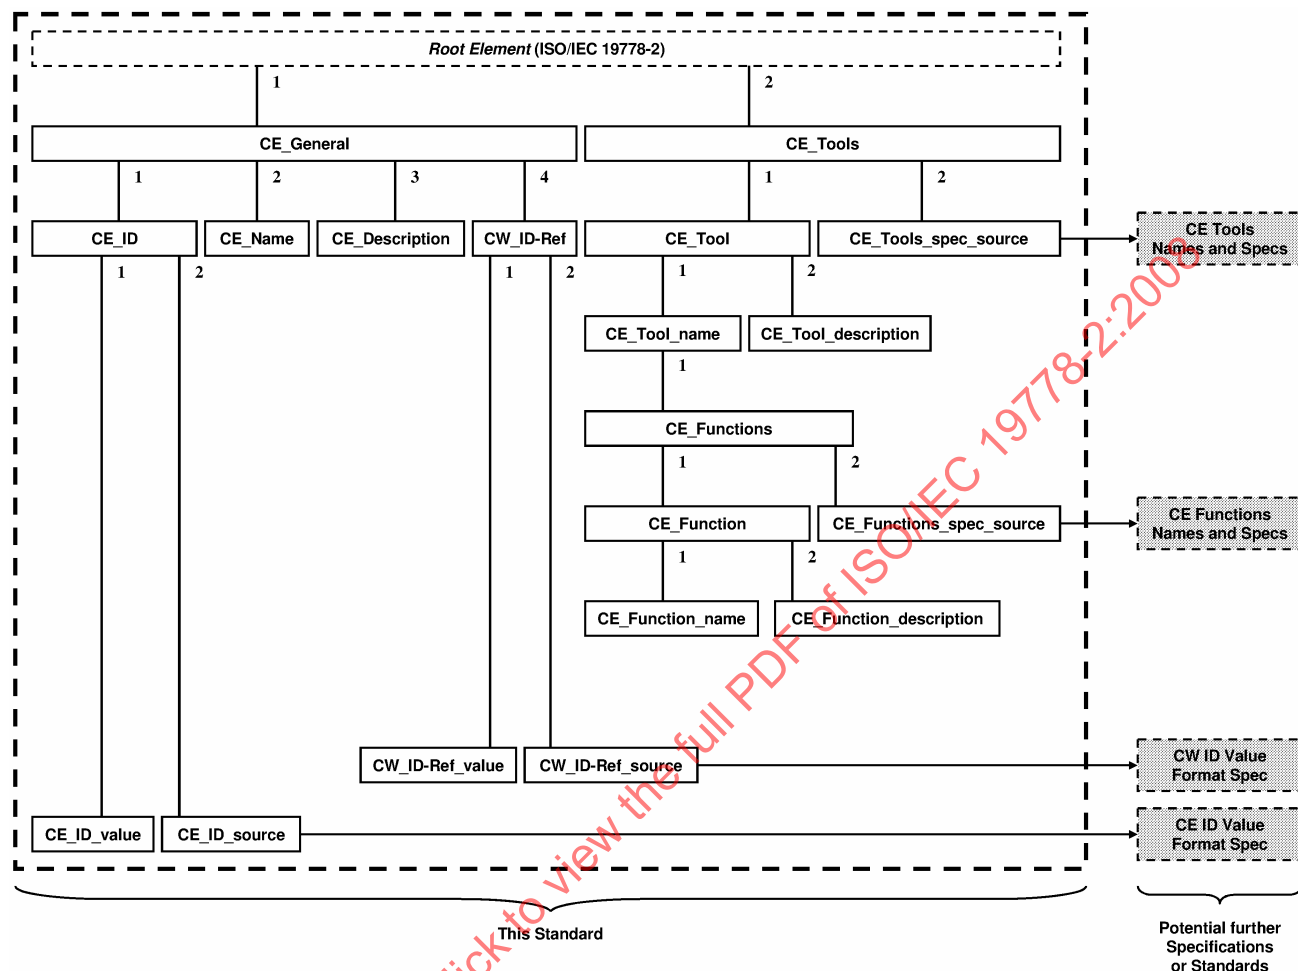 Root Element (ISO/IEC 19778-2)
1
2
CE_General
CE_Tools
1
2
3
4
1
2
CE_ID
CE_Name
CE_Description
CW_ID-Ref
CE_Tool
CE_Tools_spec_source
CE Tools
Names and Specs
1
2
1
2
1
2
CE_Tool_name
CE_Tool_description
1
CE_Functions
1
2
CE_Function
CE_Functions_spec_source
CE Functions
Names and Specs
1
2
CE_Function_name
CE_Function_description
CW_ID-Ref_value
CW_ID-Ref_source
CW ID Value
Format Spec
CE_ID_value
CE_ID_source
CE ID Value
Format Spec
This Standard
Potential further
Specifications
or Standards
lick to view the full PDF of ISO/IEC 19778-2:2008